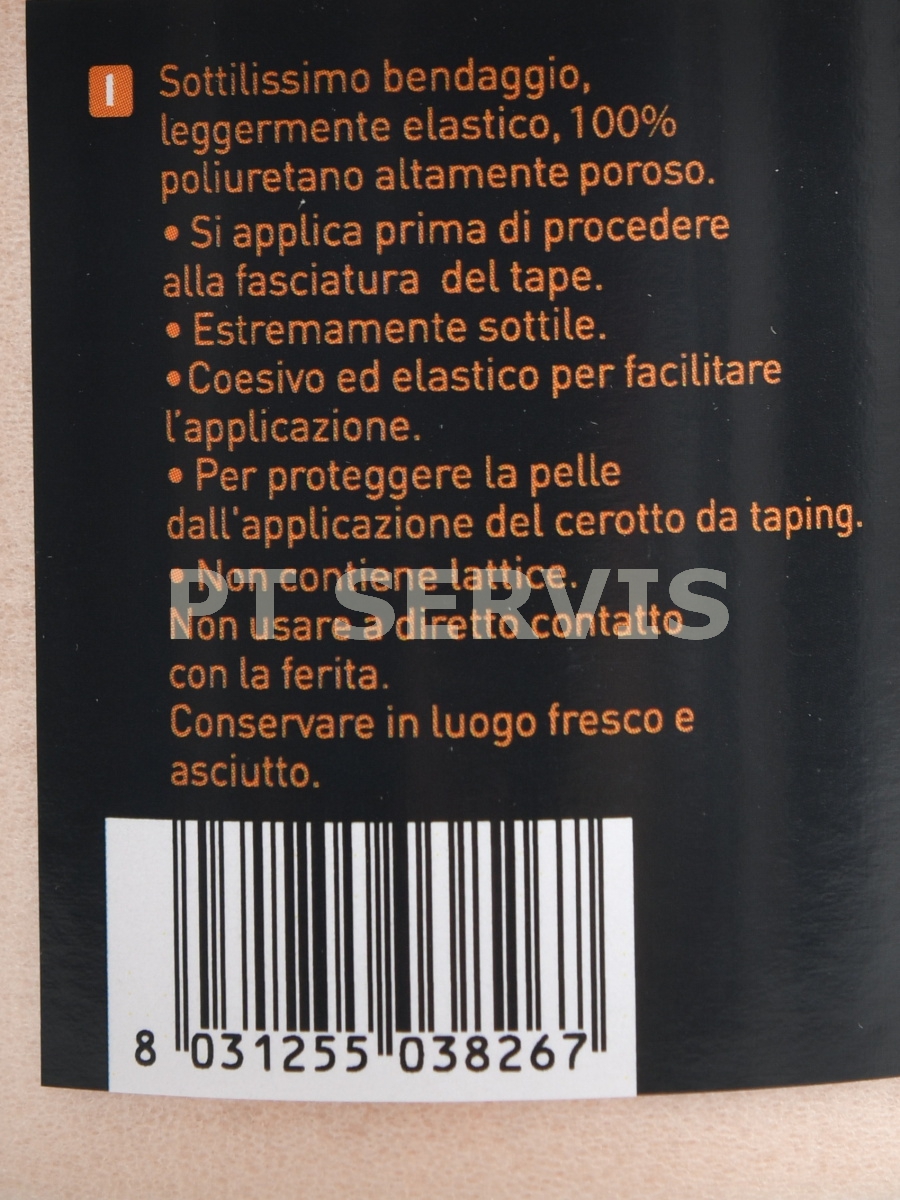 I
Sottilissimo bendaggio,
leggermente elastico, 100%
poliuretano altamente poroso.
• Si applica prima di procedere
alla fasciatura del tape.
• Estremamente sottile.
• Coesivo ed elastico per facilitare
l'applicazione.
• Per proteggere la pelle
dall'applicazione del cerotto da taping.
• Non contiene lattice.
PT SERVIS
Non usare a diretto contatto
con la ferita.
Conservare in luogo fresco e
asciutto.
8 031255 038267